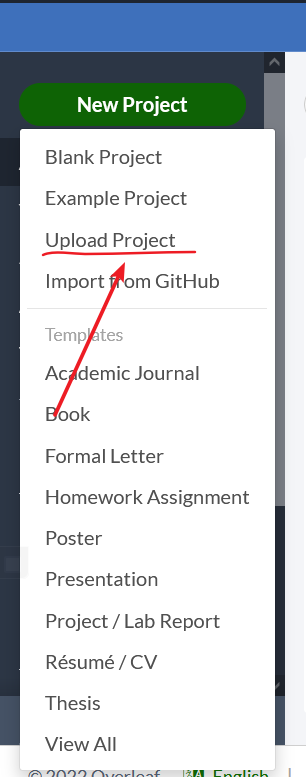 New Project
Blank Project
Example Project
Upload Project
Import from GitHub
Templates
Academic Journal
Book
Formal Letter
Homework Assignment
Poster
Presentation
Project / Lab Report
Résumé / CV
Thesis
View All
© 2022 Overleaf English